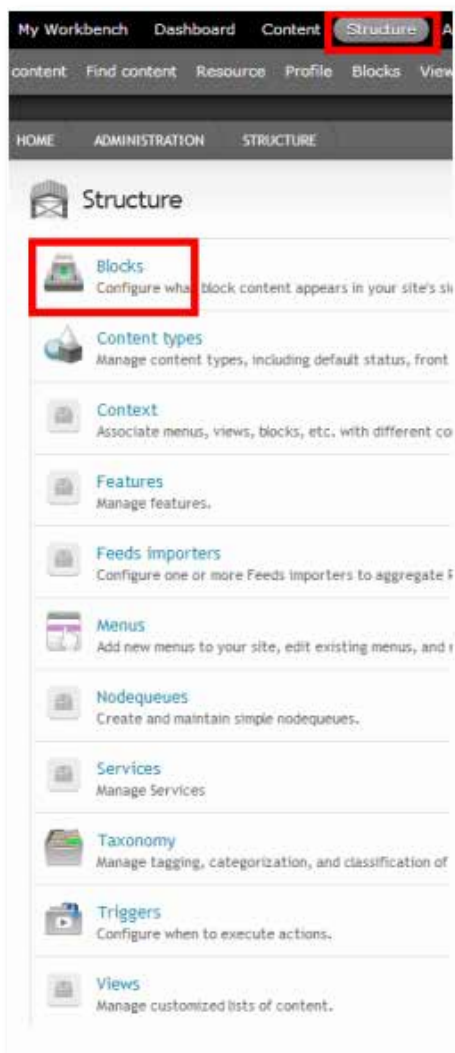 My Workbench Dashboard Content Structure A
content Find content Resource Profile Blocks View
HOME ADMINISTRATION STRUCTURE
Structure
Blocks
Configure what block content appears in your site's si
Content types
Manage content types, including default status, front
Context
Associate menus, views, blocks, etc. with different co
Features
Manage features.
Feeds importers
Configure one or more Feeds importers to aggregate
Menus
Add new menus to your site, edit existing menus, and
Nodequeues
Create and maintain simple nodequeues.
Services
Manage Services
Taxonomy
Manage tagging, categorization, and classification of
Triggers
Configure when to execute actions.
Views
Manage customized lists of content.